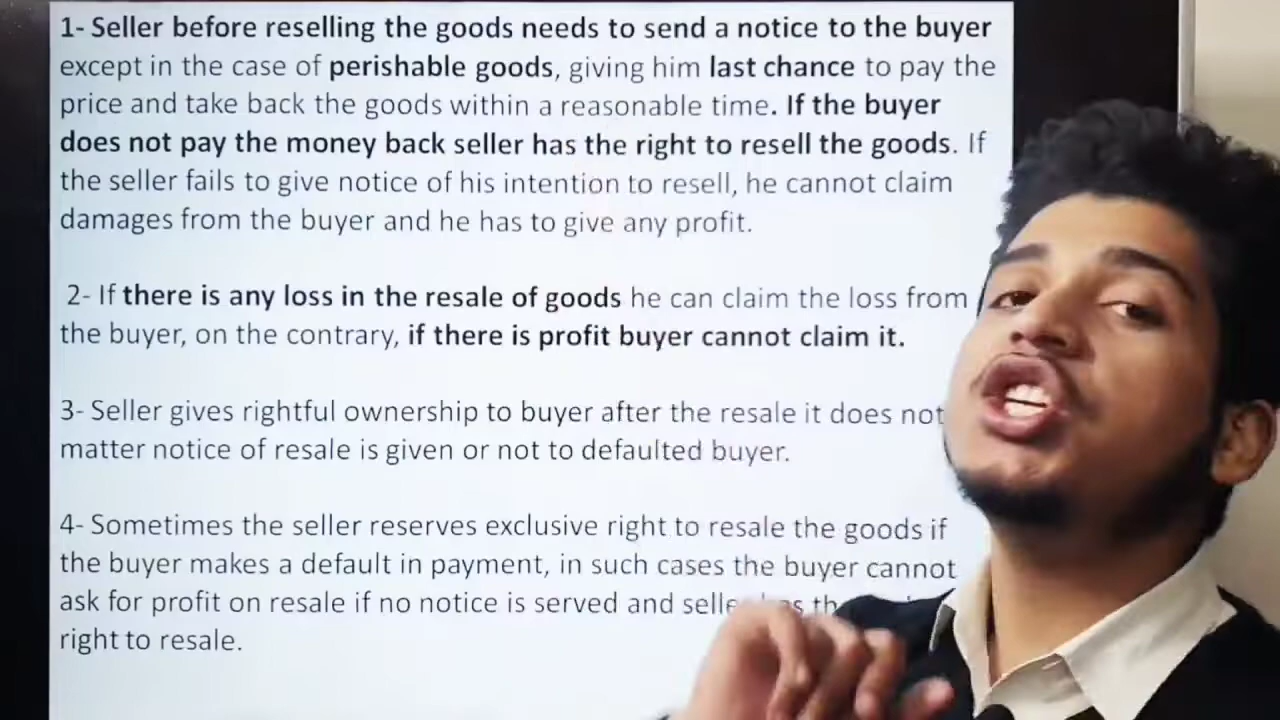 1- Seller before reselling the goods needs to send a notice to the buyer
except in the case of perishable goods, giving him last chance to pay the
price and take back the goods within a reasonable time. If the buyer
does not pay the money back seller has the right to resell the goods. If
the seller fails to give notice of his intention to resell, he cannot claim
damages from the buyer and he has to give any profit.
2- If there is any loss in the resale of goods he can claim the loss from
the buyer, on the contrary, if there is profit buyer cannot claim it.
3- Seller gives rightful ownership to buyer after the resale it does not
matter notice of resale is given or not to defaulted buyer.
4- Sometimes the seller reserves exclusive right to resale the goods if
the buyer makes a default in payment, in such cases the buyer cannot
ask for profit on resale if no notice is served and
right to resale.